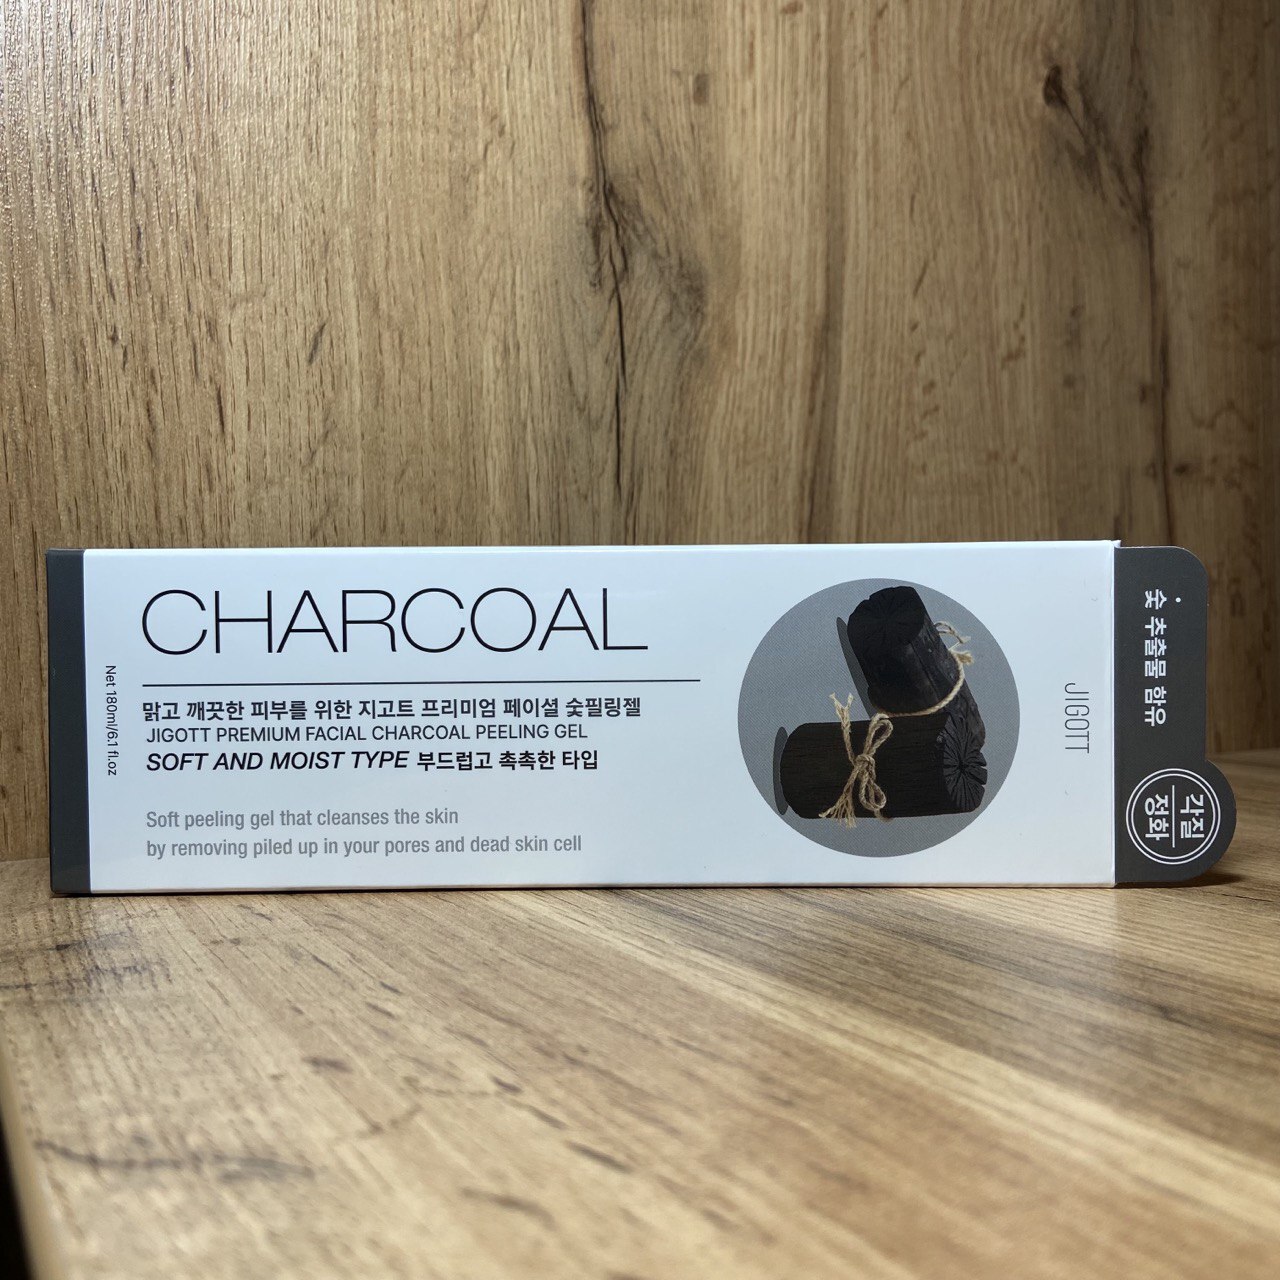 CHARCOAL
맑고 깨끗한 피부를 위한 지고트 프리미엄 페이셜 숯필링젤
JIGOTT PREMIUM FACIAL CHARCOAL PEELING GEL
SOFT AND MOIST TYPE 부드럽고 촉촉한 타입
Soft peeling gel that cleanses the skin
by removing piled up in your pores and dead skin cell
Net 180ml/6.1 fl.oz
JIGOTT
• 숯 추출물 함유
각질
정화